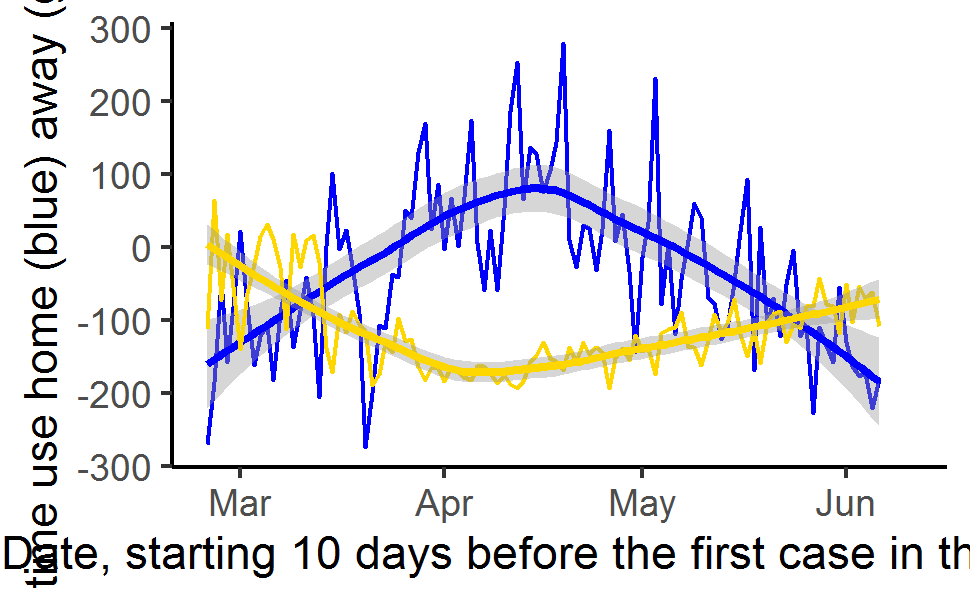 time use home (blue) away (
300
200
100
0
-100
-200
-300
Mar Apr May Jun
Date, starting 10 days before the first case in th